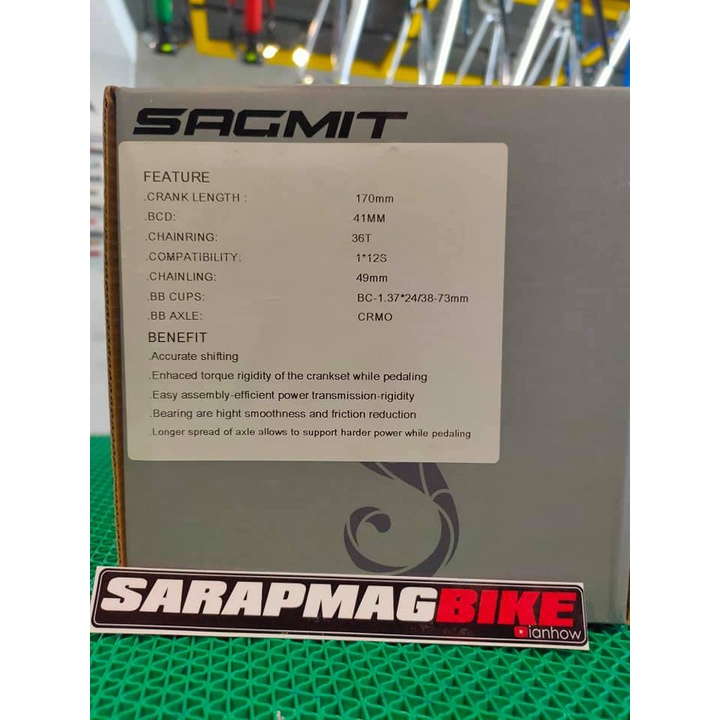 SAGMIT
FEATURE
.CRANK LENGTH : 170mm
.BCD: 41MM
.CHAINRING: 36T
.COMPATIBILITY: 1*12S
.CHAINLING: 49mm
.BB CUPS: BC-1.37*24/38-73mm
.BB AXLE: CRMO
BENEFIT
.Accurate shifting
.Enhaced torque rigidity of the crankset while pedaling
.Easy assembly-efficient power transmission-rigidity
.Bearing are hight smoothness and friction reduction
.Longer spread of axle allows to support harder power while pedaling
SARAPMAGBIKE
ianhow